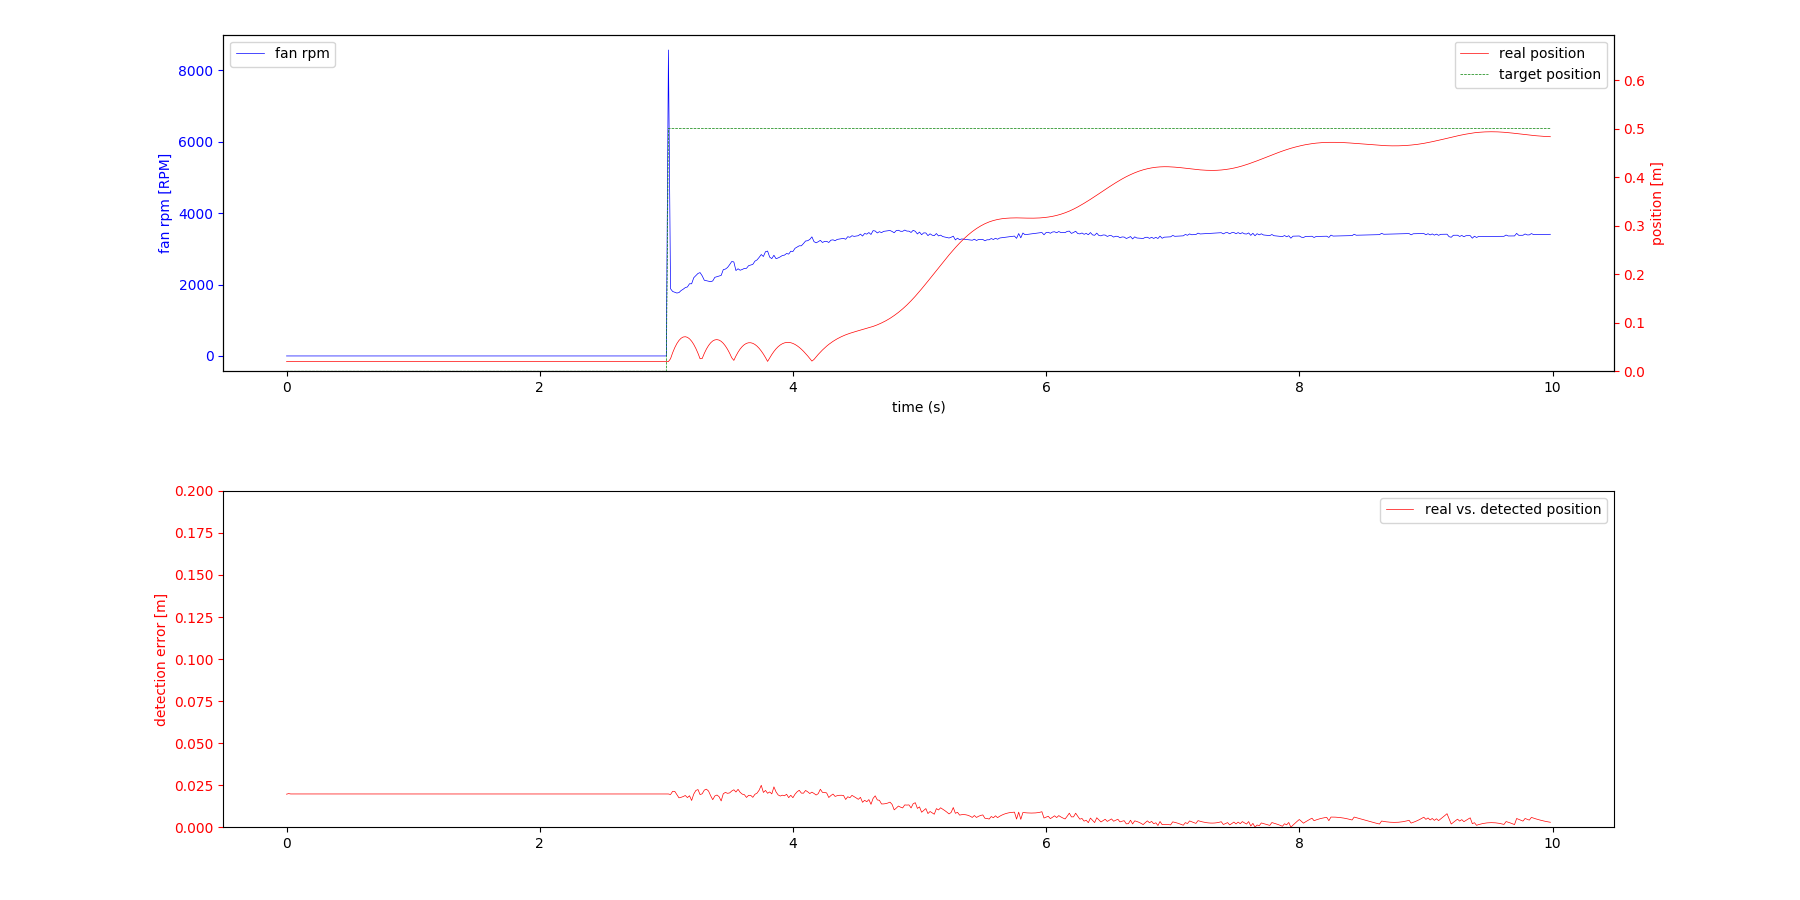 fan rpm
real position
target position
8000
6000
4000
2000
0
fan rpm [RPM]
0.6
0.5
0.4
0.3
0.2
0.1
0.0
position [m]
0 2 4 6 8 10
time (s)
real vs. detected position
0.200
0.175
0.150
0.125
0.100
0.075
0.050
0.025
0.000
detection error [m]
0 2 4 6 8 10